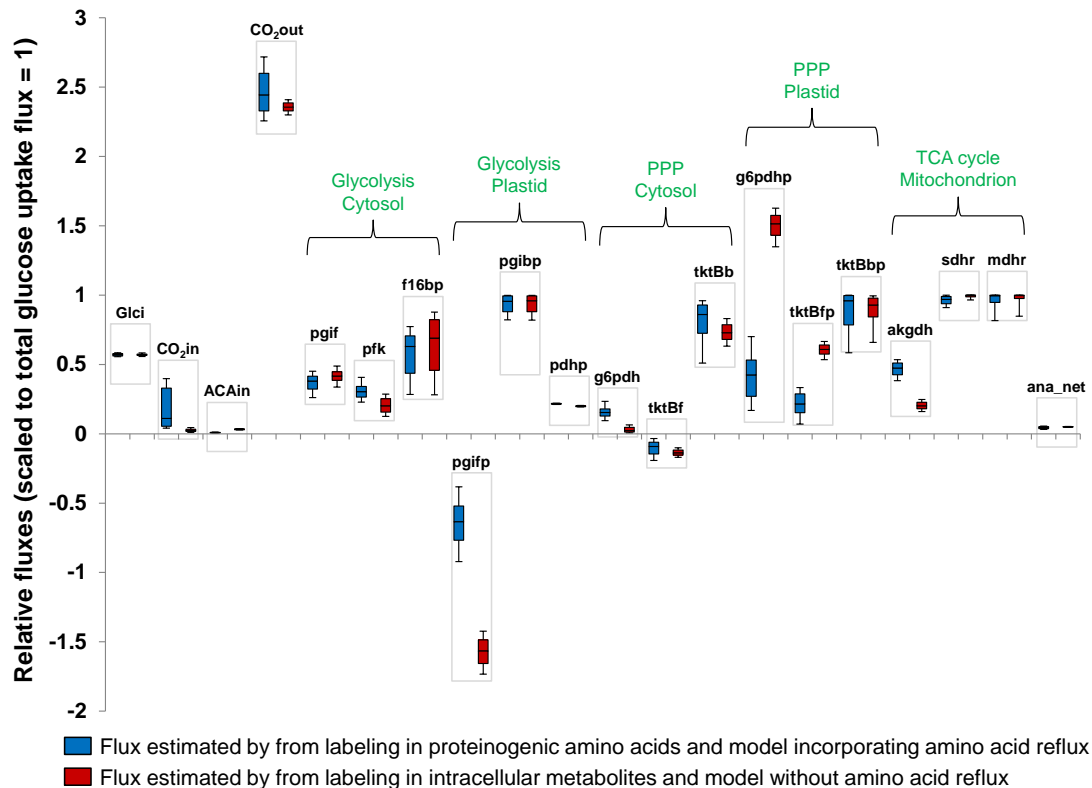 Relative fluxes (scaled to total glucose uptake flux = 1)
3
2.5
2
1.5
1
0.5
0
-0.5
-1
-1.5
-2
Glci
CO2in
ACAin
CO2out
Glycolysis
Cytosol
pgif
pfk
f16bp
Glycolysis
Plastid
pgifp
pgibp
pdhp
PPP
Cytosol
g6pdh
tktBf
tktBb
PPP
Plastid
g6pdhp
tktBfp
tktBbp
TCA cycle
Mitochondrion
akgdh
sdhr
mdhr
ana_net
Flux estimated by from labeling in proteinogenic amino acids and model incorporating amino acid reflux
Flux estimated by from labeling in intracellular metabolites and model without amino acid reflux